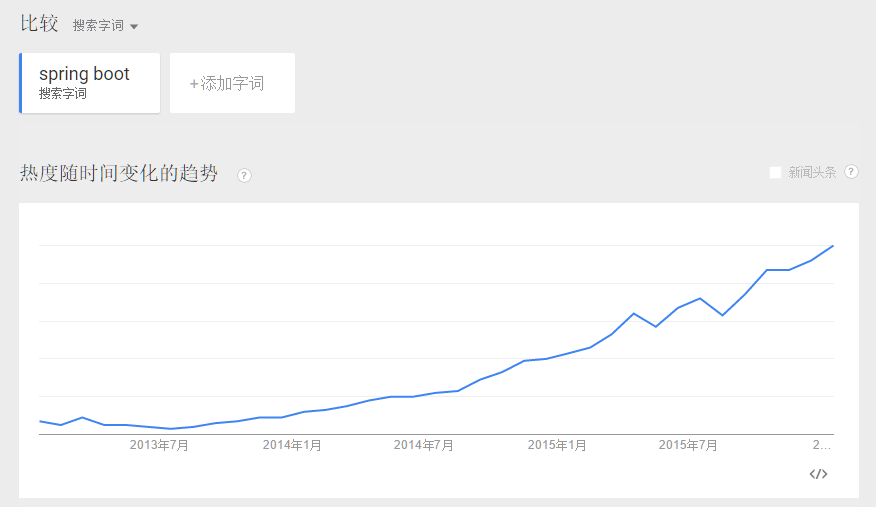 比较 搜索字词
spring boot
搜索字词
+添加字词
热度随时间变化的趋势 ?
新闻头条 ?
2013年7月 2014年1月 2014年7月 2015年1月 2015年7月 2...
</>